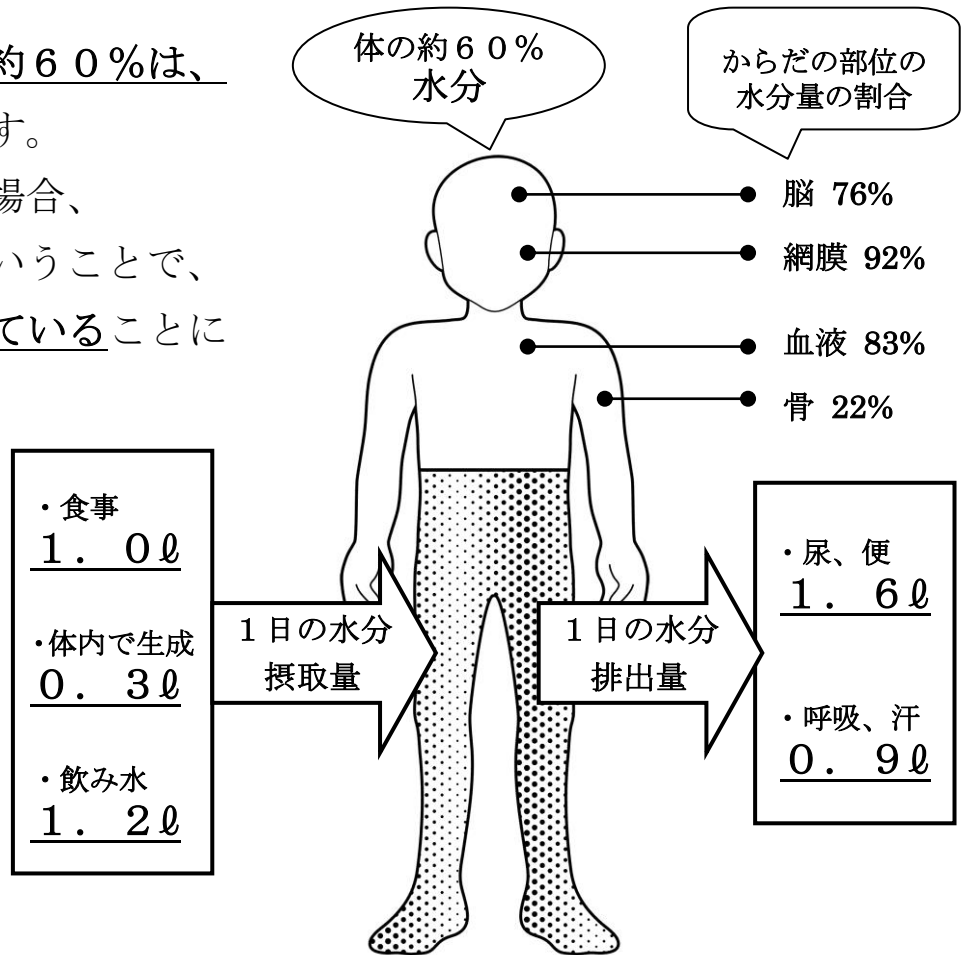 約６０％は、
す。
場合、
いうことで、
ていることに
体の約６０％
水分
からだの部位の
水分量の割合
脳 76%
網膜 92%
血液 83%
骨 22%
・食事
１．０ℓ
・体内で生成
０．３ℓ
・飲み水
１．２ℓ
１日の水分
摂取量
１日の水分
排出量
・尿、便
１．６ℓ
・呼吸、汗
０．９ℓ